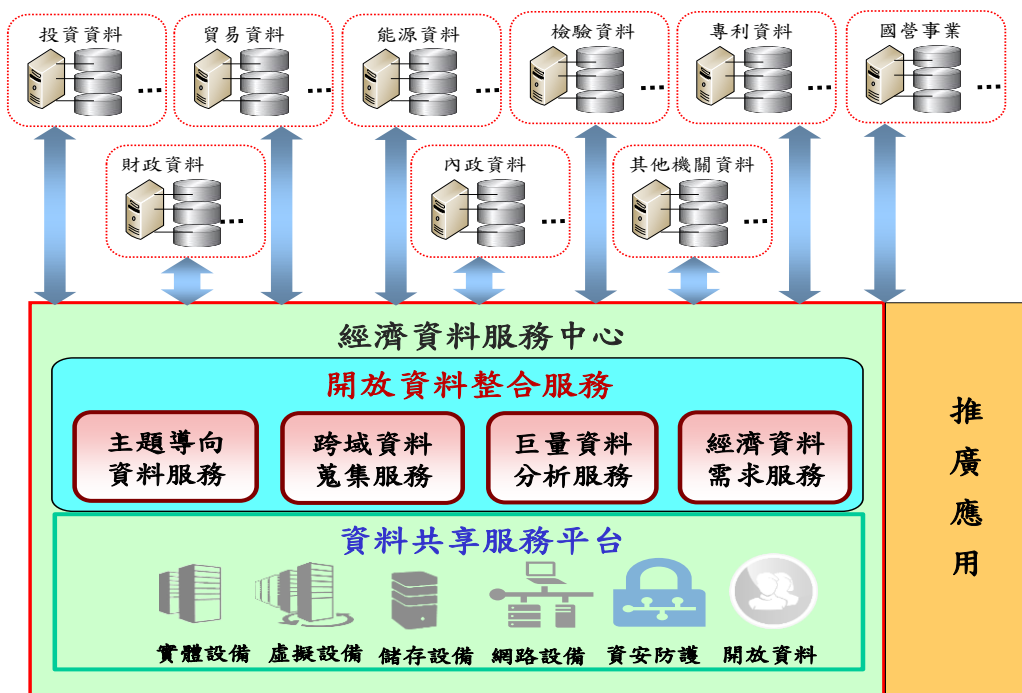 投資資料
貿易資料
能源資料
檢驗資料
專利資料
國營事業
...
...
...
...
...
...
財政資料
內政資料
其他機關資料
...
...
...
經濟資料服務中心
開放資料整合服務
主題導向
資料服務
跨域資料
蒐集服務
巨量資料
分析服務
經濟資料
需求服務
資料共享服務平台
實體設備
虛擬設備
儲存設備
網路設備
資安防護
開放資料
推
廣
應
用